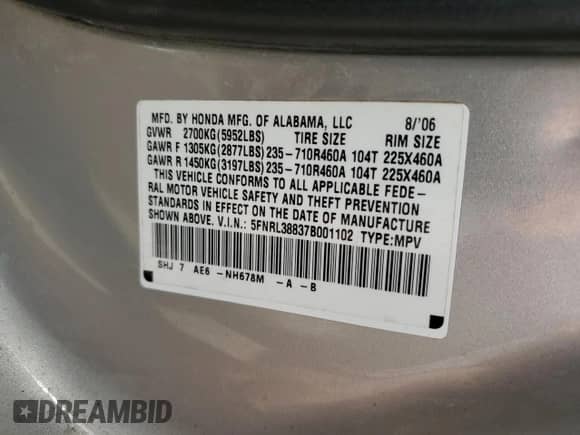 MFD. BY HONDA MFG. OF ALABAMA, LLC 8/'06
GVWR 2700KG(5952LBS) TIRE SIZE RIM SIZE
GAWR F 1305KG(2877LBS)235-710R460A 104T 225X460A
GAWR R 1450KG(3197LBS)235-710R460A 104T 225X460A
THIS VEHICLE CONFORMS TO ALL APPLICABLE FEDE-
RAL MOTOR VEHICLE SAFETY AND THEFT PREVENTION
STANDARDS IN EFFECT ON THE DATE OF MANUFACTURE
SHOWN ABOVE. V.I.N.: 5FNRL38837B001102 TYPE:MPV
SHJ 7 AE6 -NH678M -A -B
DREAMBID